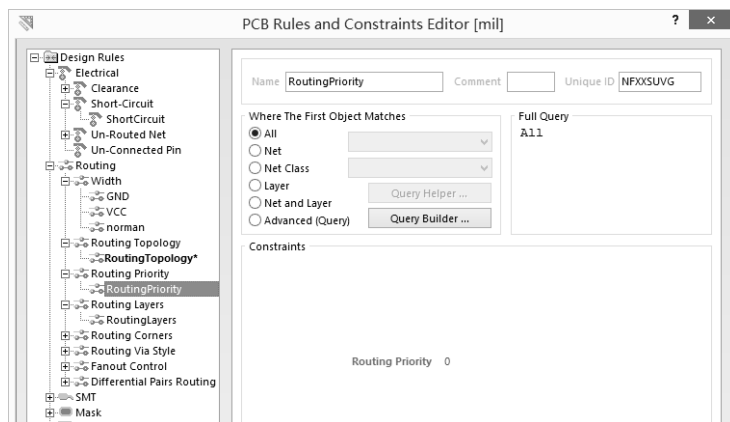 PCB Rules and Constraints Editor [mil]
? ×
Design Rules
Electrical
Clearance
Short-Circuit
ShortCircuit
Un-Routed Net
Un-Connected Pin
Routing
Width
GND
VCC
norman
Routing Topology
RoutingTopology*
Routing Priority
RoutingPriority
Routing Layers
RoutingLayers
Routing Corners
Routing Via Style
Fanout Control
Differential Pairs Routing
SMT
Mask
Name RoutingPriority Comment Unique ID NFXXSUVG
Where The First Object Matches
All
Net
Net Class
Layer
Net and Layer
Advanced (Query)
Query Helper ...
Query Builder ...
Full Query
All
Constraints
Routing Priority 0